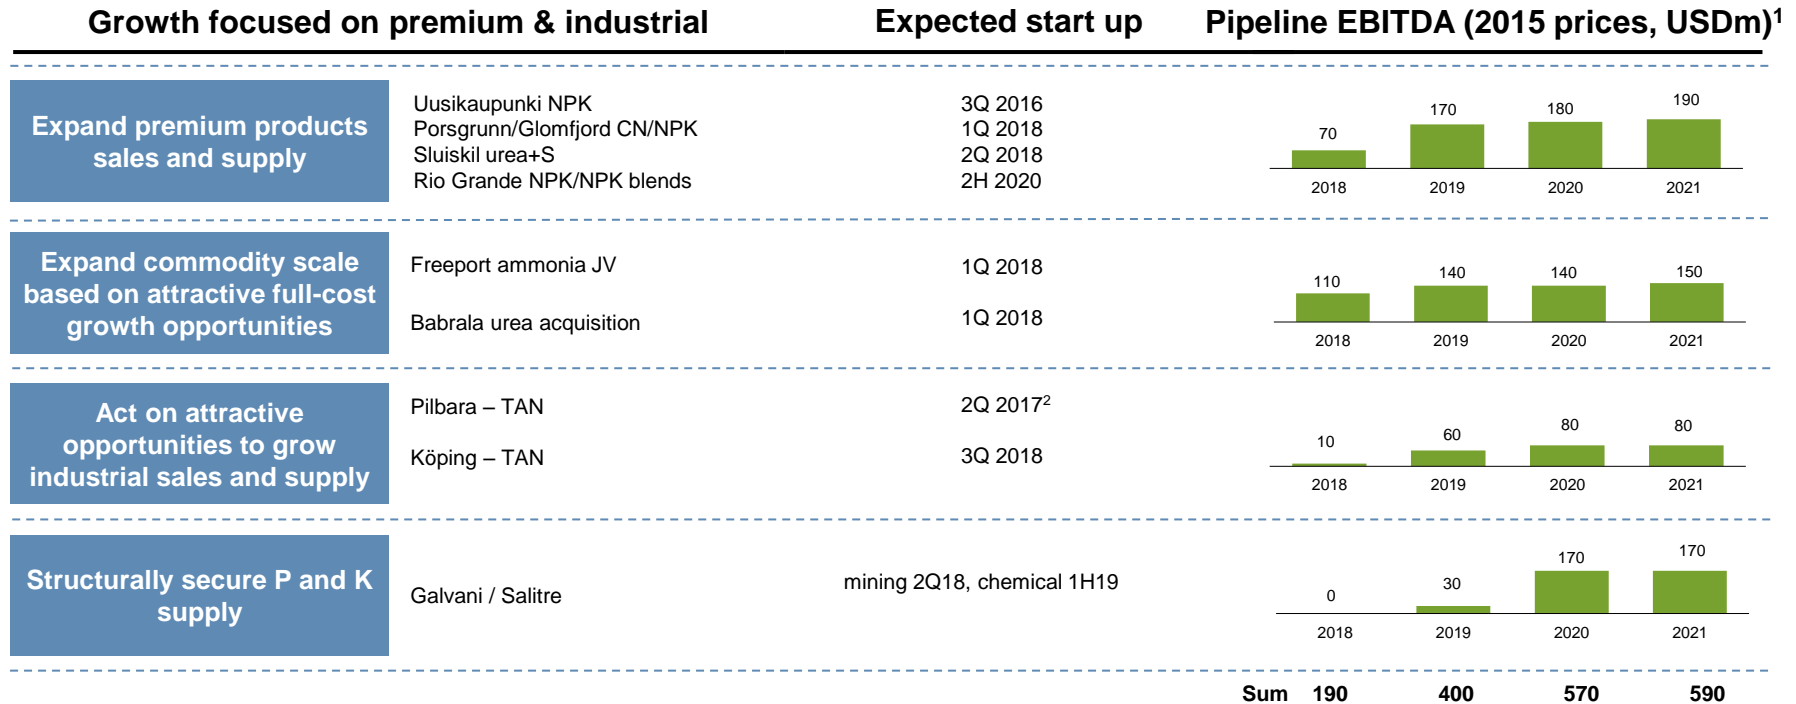 Growth focused on premium & industrial
Expected start up
Pipeline EBITDA (2015 prices, USDm)¹
Expand premium products
sales and supply
Uusikaupunki NPK
Porsgrunn/Glomfjord CN/NPK
Sluiskil urea+S
Rio Grande NPK/NPK blends
3Q 2016
1Q 2018
2Q 2018
2H 2020
70 170 180 190
2018 2019 2020 2021
Expand commodity scale
based on attractive full-cost
growth opportunities
Freeport ammonia JV
Babrala urea acquisition
1Q 2018
1Q 2018
110 140 140 150
2018 2019 2020 2021
Act on attractive
opportunities to grow
industrial sales and supply
Pilbara – TAN
Köping – TAN
2Q 2017²
3Q 2018
10 60 80 80
2018 2019 2020 2021
Structurally secure P and K
supply
Galvani / Salitre
mining 2Q18, chemical 1H19
0 30 170 170
2018 2019 2020 2021
Sum 190 400 570 590